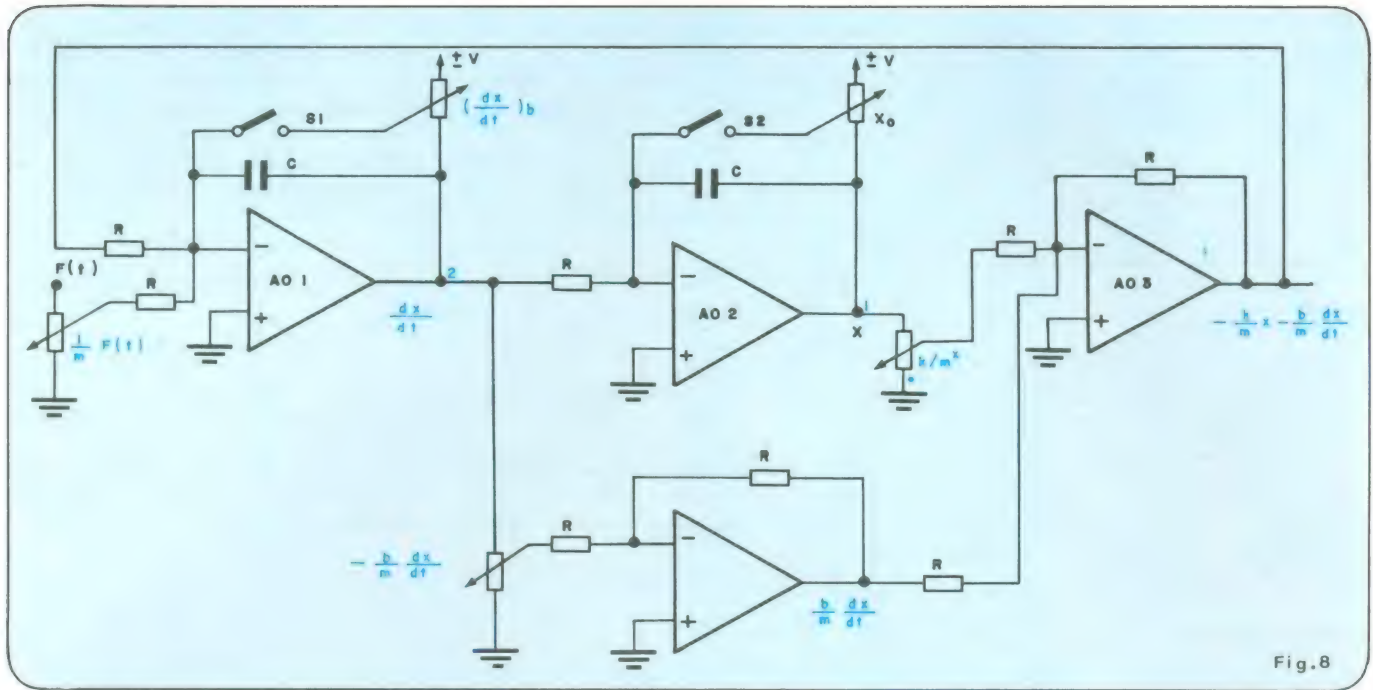 ± V
(dx/dt)b
S1
C
R
F(t)
R
1/m F(t)
AO 1
−
+
2
dx/dt
± V
X₀
S2
C
R
AO 2
−
+
1
X
k/m x
R
R
AO 3
−
+
1
− k/m x − b/m dx/dt
− b/m dx/dt
R
R
−
+
b/m dx/dt
R
Fig.8